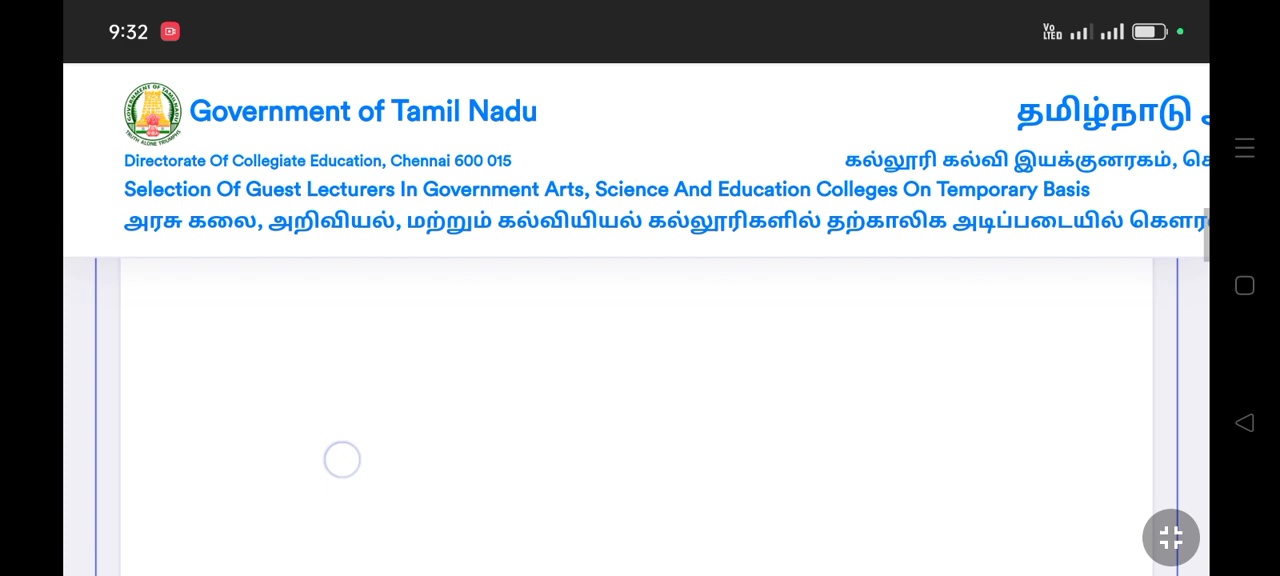 9:32
Vo LTED
Government of Tamil Nadu
தமிழ்நாடு
Directorate Of Collegiate Education, Chennai 600 015
கல்லூரி கல்வி இயக்குனரகம்,
Selection Of Guest Lecturers In Government Arts, Science And Education Colleges On Temporary Basis
அரசு கலை, அறிவியல், மற்றும் கல்வியியல் கல்லூரிகளில் தற்காலிக அடிப்படையில்